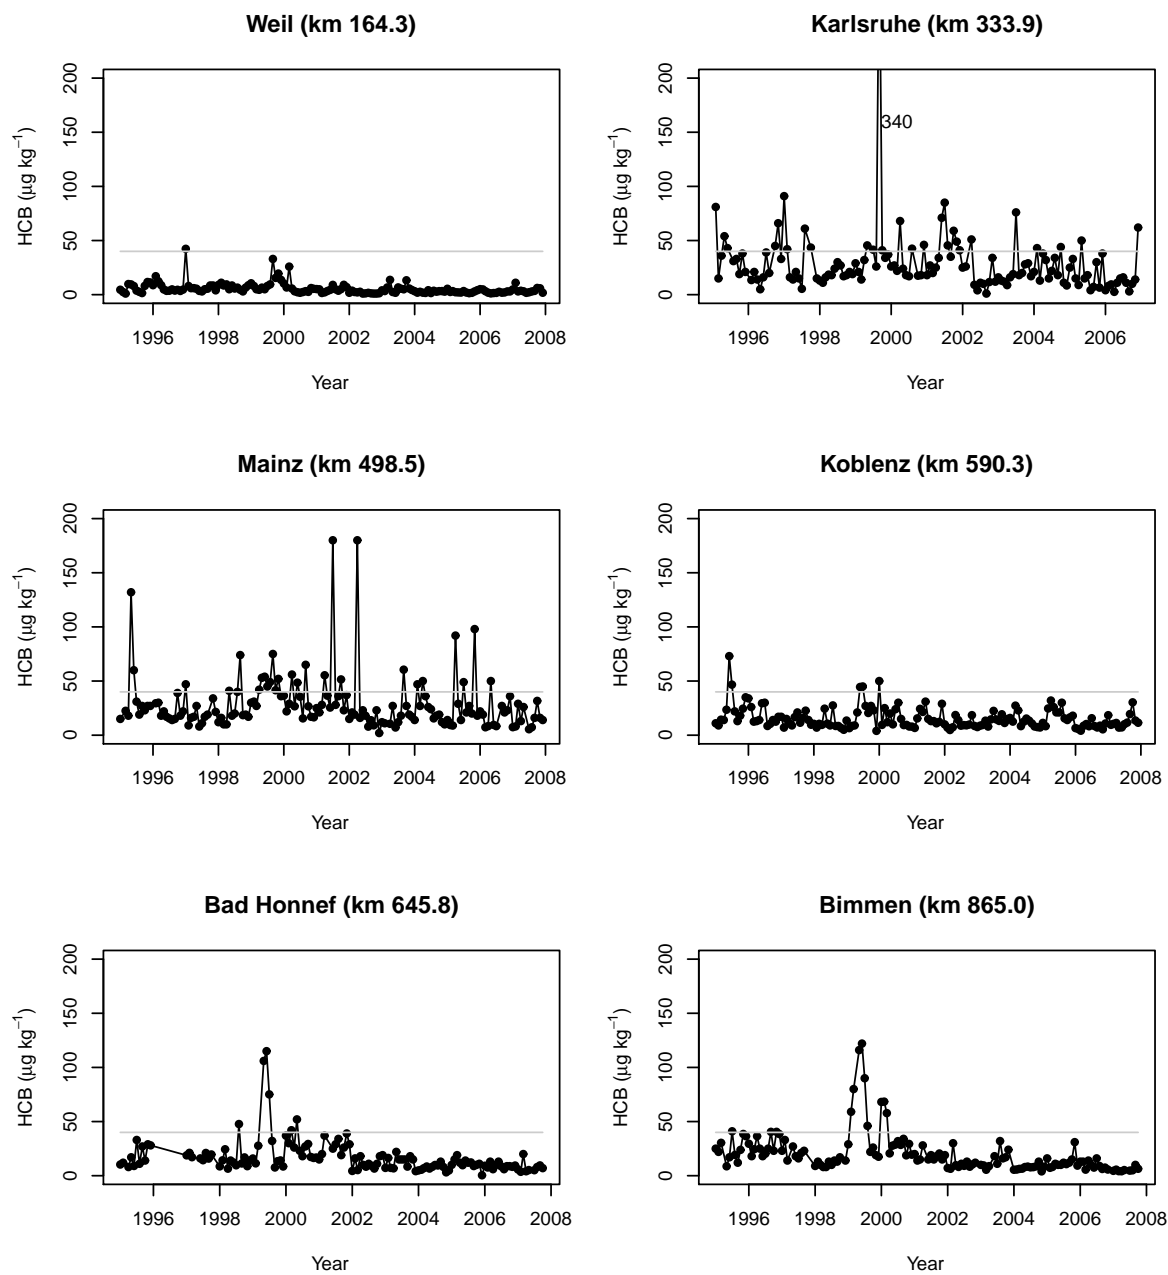 Weil (km 164.3)
HCB (µg kg⁻¹)
200
150
100
50
0
1996 1998 2000 2002 2004 2006 2008
Year
Karlsruhe (km 333.9)
HCB (µg kg⁻¹)
200
150
100
50
0
340
1996 1998 2000 2002 2004 2006
Year
Mainz (km 498.5)
HCB (µg kg⁻¹)
200
150
100
50
0
1996 1998 2000 2002 2004 2006 2008
Year
Koblenz (km 590.3)
HCB (µg kg⁻¹)
200
150
100
50
0
1996 1998 2000 2002 2004 2006 2008
Year
Bad Honnef (km 645.8)
HCB (µg kg⁻¹)
200
150
100
50
0
1996 1998 2000 2002 2004 2006 2008
Year
Bimmen (km 865.0)
HCB (µg kg⁻¹)
200
150
100
50
0
1996 1998 2000 2002 2004 2006 2008
Year